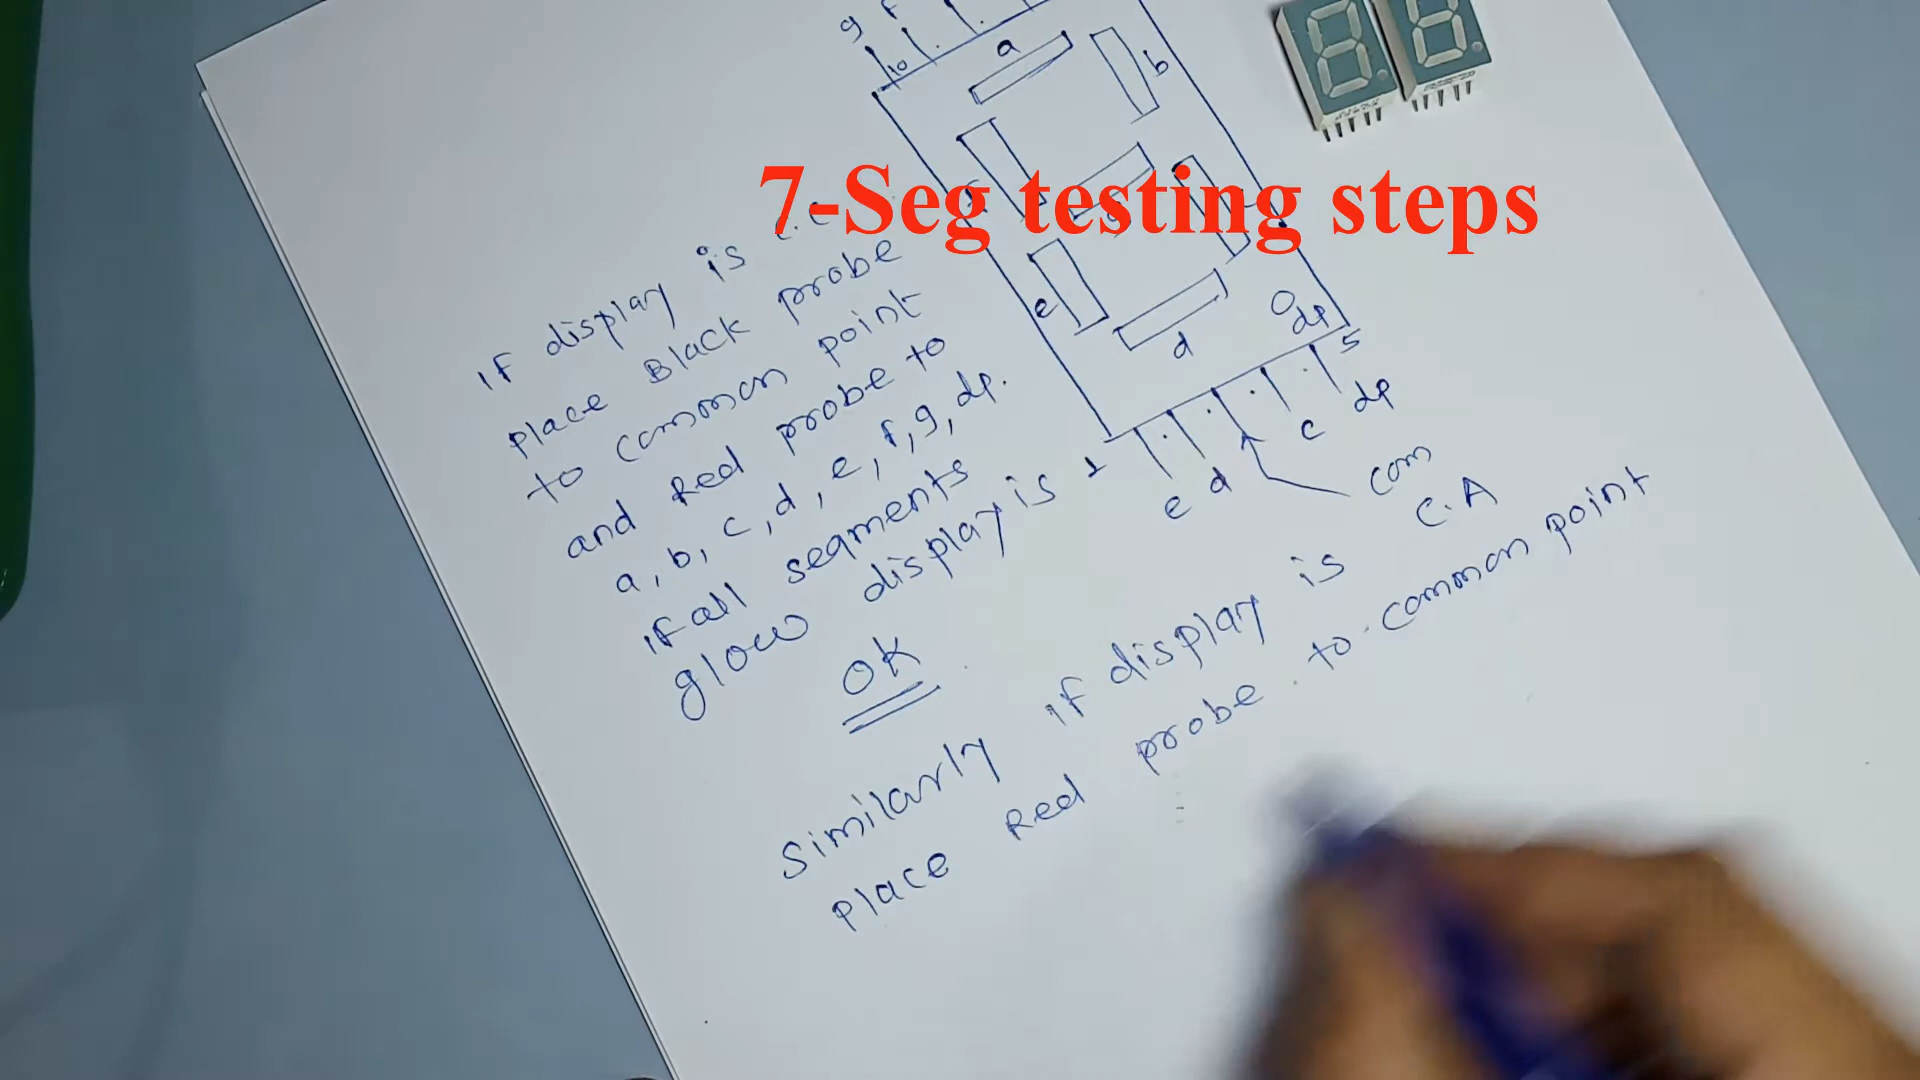 7-Seg testing steps
g f
10
a
b
g
e
d
dp
5
1
e d c dp
com
C.A
IF display is C.C
place Black probe
to common point
and Red probe to
a, b, c, d, e, f, g, dp.
if all segments
glow display is
OK
Similarly if display is
place Red probe to common point